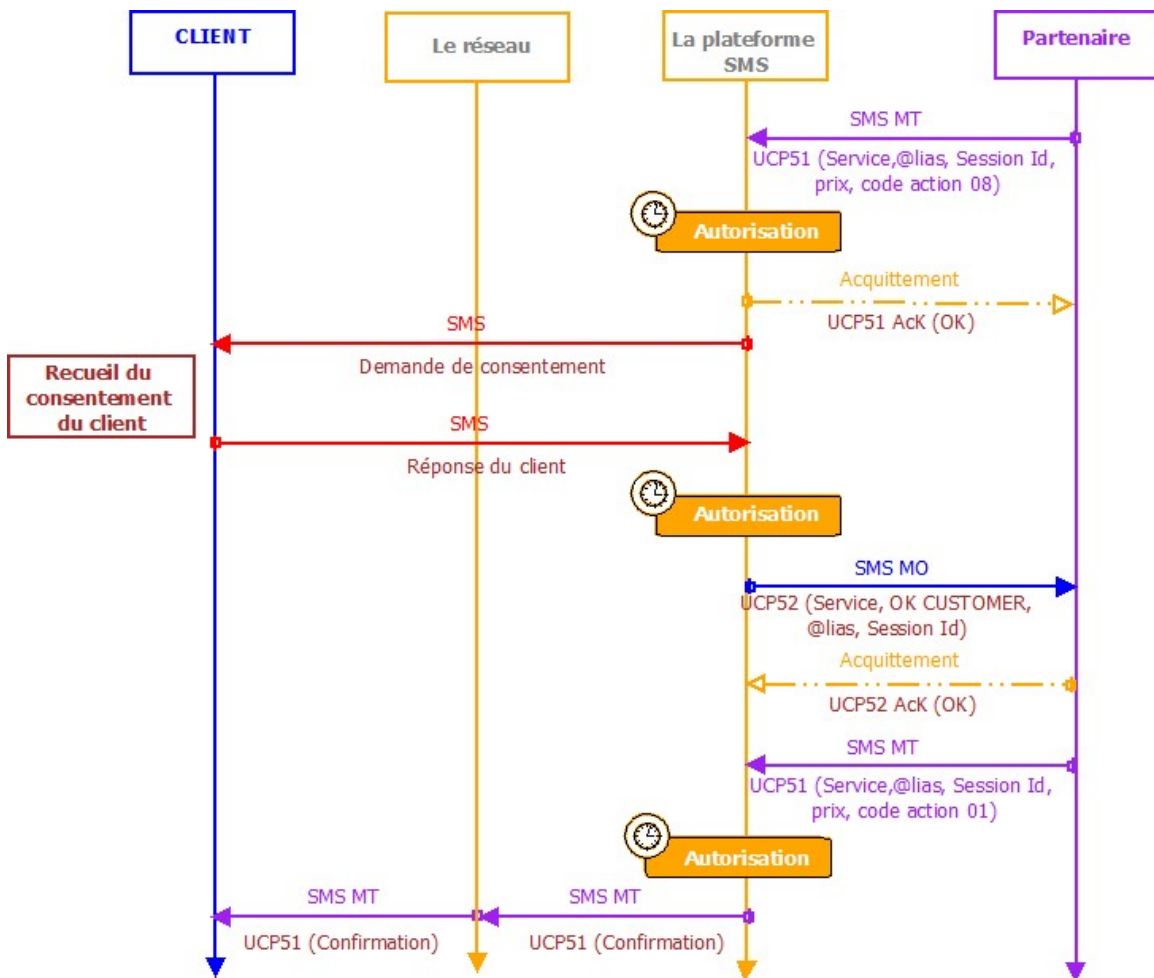 CLIENT
Le réseau
La plateforme
SMS
Partenaire
SMS MT
UCP51 (Service,@lias, Session Id,
prix, code action 08)
Autorisation
Acquittement
UCP51 AcK (OK)
SMS
Demande de consentement
Recueil du
consentement
du client
SMS
Réponse du client
Autorisation
SMS MO
UCP52 (Service, OK CUSTOMER,
@lias, Session Id)
Acquittement
UCP52 AcK (OK)
SMS MT
UCP51 (Service,@lias, Session Id,
prix, code action 01)
Autorisation
SMS MT
SMS MT
UCP51 (Confirmation)
UCP51 (Confirmation)